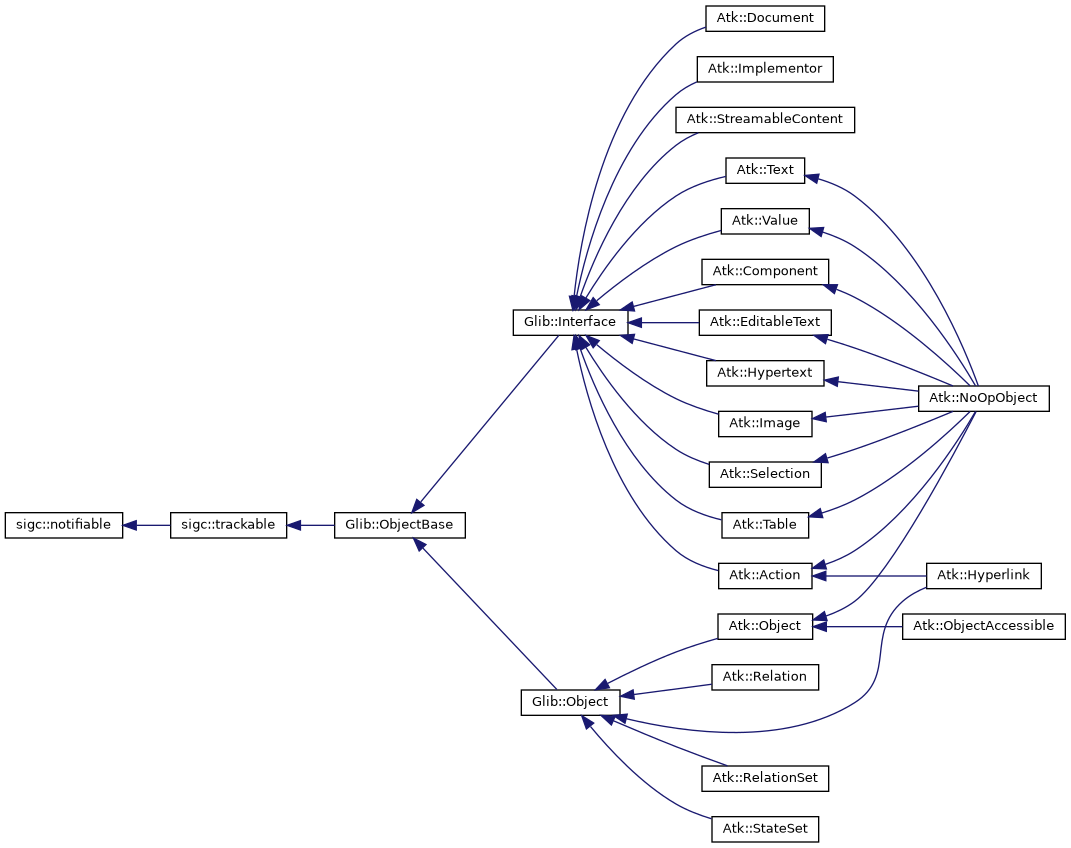 Atk::Document
Atk::Implementor
Atk::StreamableContent
Atk::Text
Atk::Value
Atk::Component
Glib::Interface
Atk::EditableText
Atk::Hypertext
Atk::NoOpObject
Atk::Image
Atk::Selection
sigc::notifiable
sigc::trackable
Glib::ObjectBase
Atk::Table
Atk::Action
Atk::Hyperlink
Atk::Object
Atk::ObjectAccessible
Atk::Relation
Glib::Object
Atk::RelationSet
Atk::StateSet